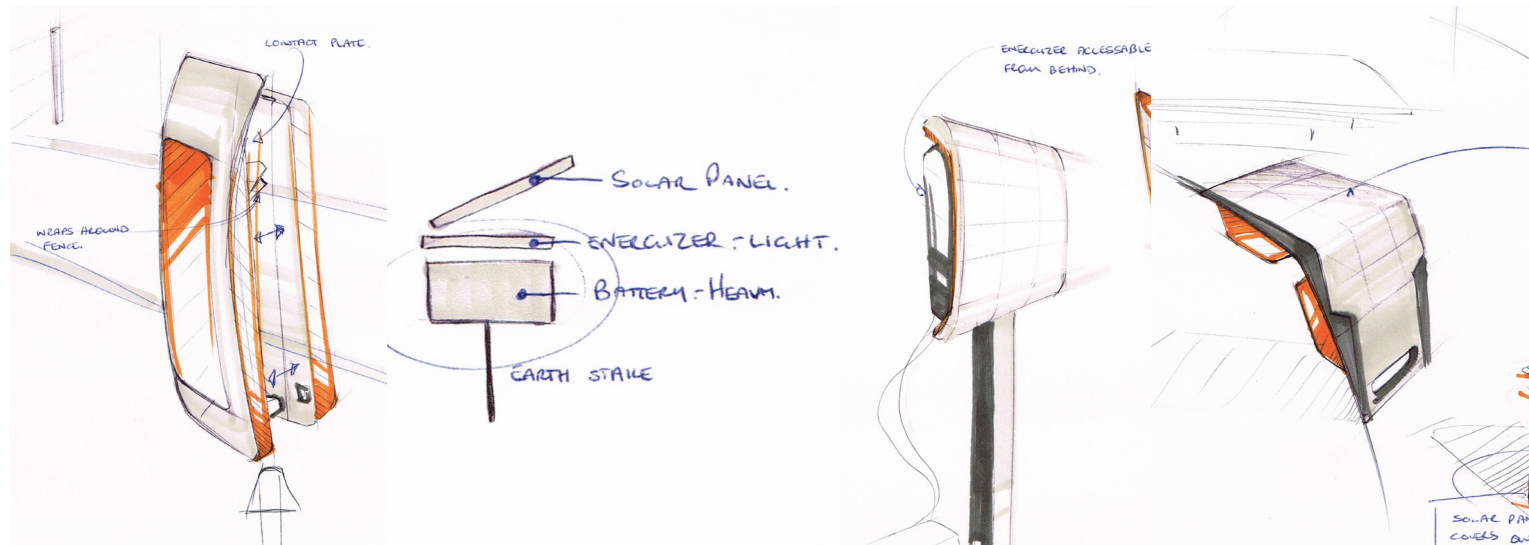 CONTACT PLATE.
WRAPS AROUND
FENCE.
SOLAR PANEL.
ENERGIZER - LIGHT.
BATTERY - HEAVY.
EARTH STAKE
ENERGIZER ACCESSABLE
FROM BEHIND.
SOLAR PAN
COVERS